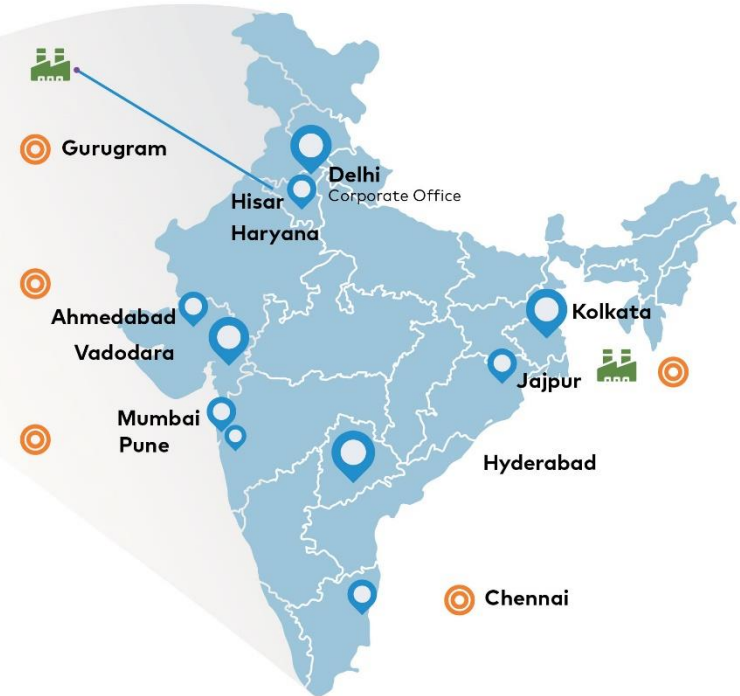 Gurugram
Delhi
Corporate Office
Hisar
Haryana
Ahmedabad
Vadodara
Kolkata
Jajpur
Mumbai
Pune
Hyderabad
Chennai